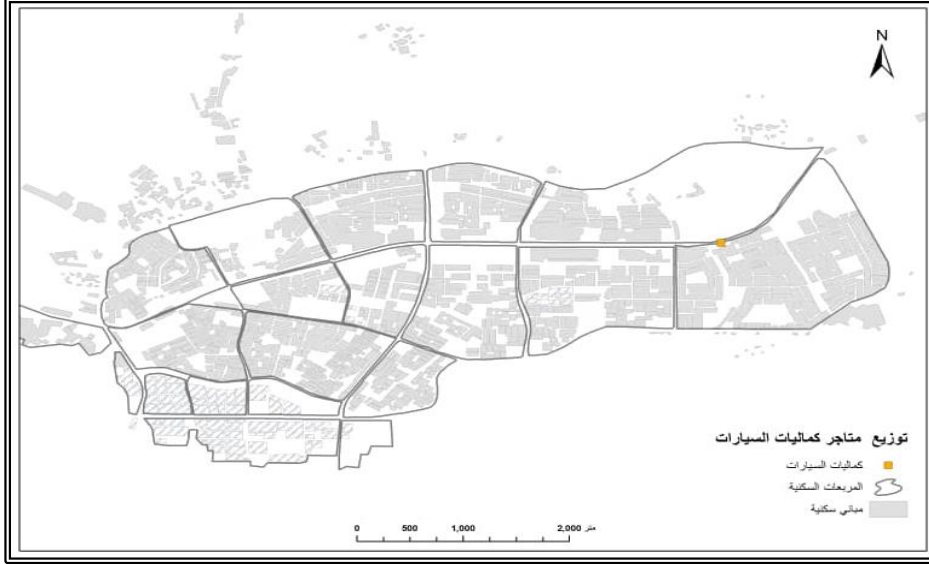 N
توزيع متاجر كماليات السيارات
كماليات السيارات
المربعات السكنية
مباني سكنية
0 500 1,000 2,000 متر